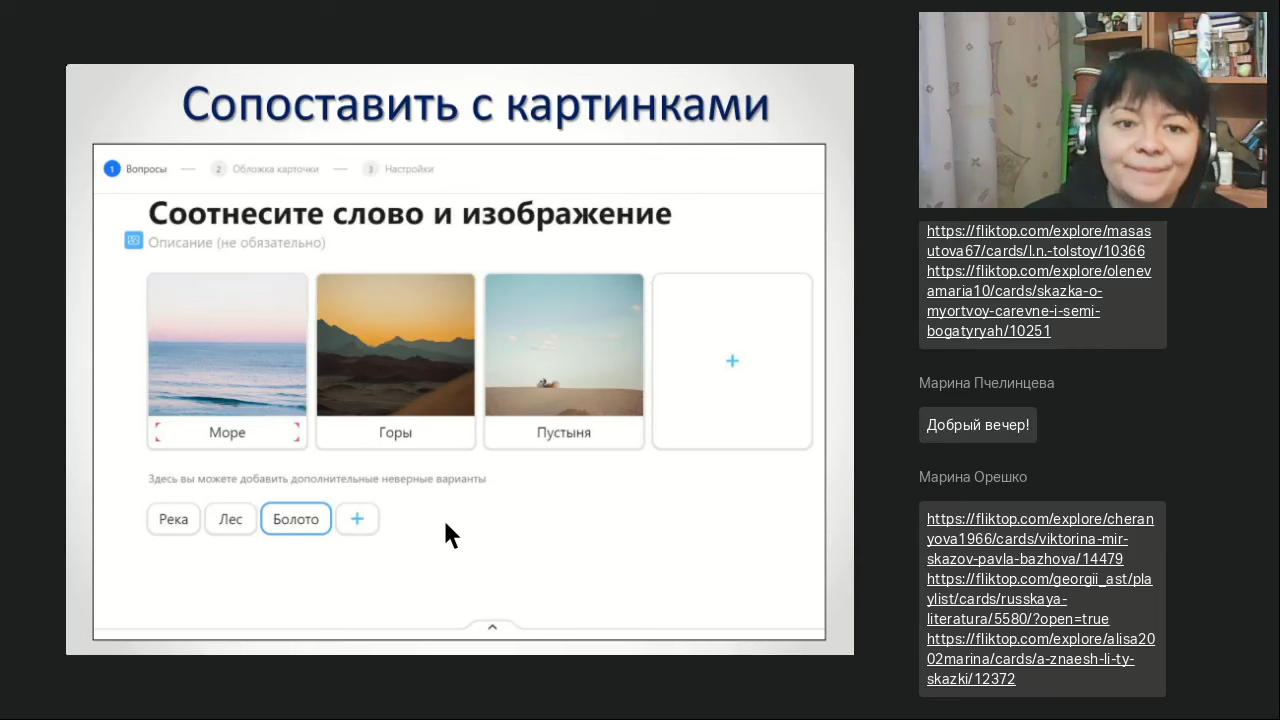 Сопоставить с картинками
1 Вопросы — 2 Обложка карточки — 3 Настройки
Соотнесите слово и изображение
Описание (не обязательно)
+
Море Горы Пустыня
Здесь вы можете добавить дополнительные неверные варианты
Река Лес Болото +
https://fliktop.com/explore/masas
utova67/cards/l.n.-tolstoy/10366
https://fliktop.com/explore/olenev
amaria10/cards/skazka-o-
myortvoy-carevne-i-semi-
bogatyryah/10251
Марина Пчелинцева
Добрый вечер!
Марина Орешко
https://fliktop.com/explore/cheran
yova1966/cards/viktorina-mir-
skazov-pavla-bazhova/14479
https://fliktop.com/georgii_ast/pla
ylist/cards/russkaya-
literatura/5580/?open=true
https://fliktop.com/explore/alisa20
02marina/cards/a-znaesh-li-ty-
skazki/12372